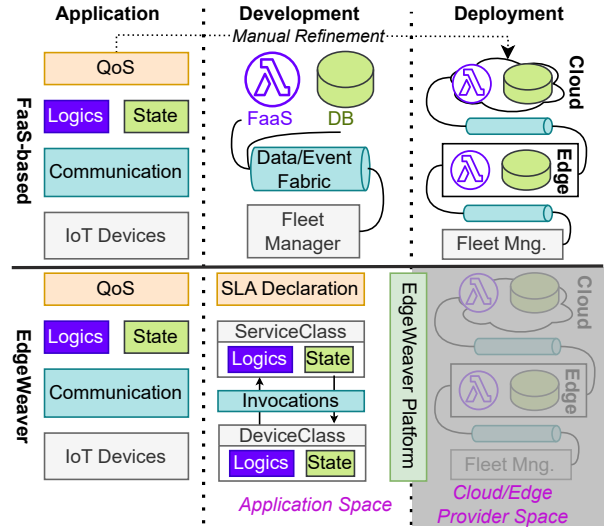 Application
Development
Deployment
Manual Refinement
FaaS-based
QoS
Logics
State
Communication
IoT Devices
FaaS
DB
Data/Event
Fabric
Fleet
Manager
Cloud
Edge
Fleet Mng.
EdgeWeaver
QoS
Logics
State
Communication
IoT Devices
SLA Declaration
ServiceClass
Logics
State
Invocations
DeviceClass
Logics
State
Application Space
EdgeWeaver Platform
Cloud
Edge
Fleet Mng.
Cloud/Edge
Provider Space